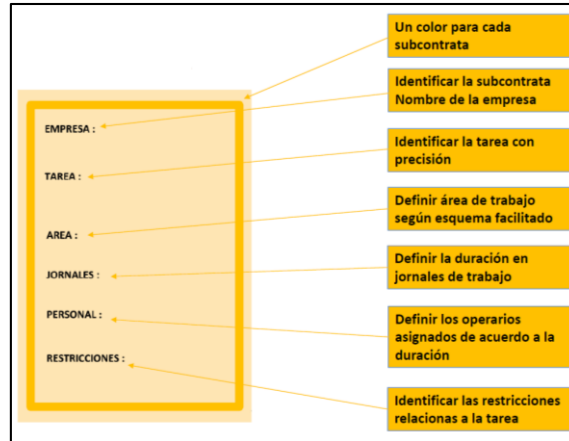 Un color para cada
subcontrata
Identificar la subcontrata
Nombre de la empresa
EMPRESA :
Identificar la tarea con
precisión
TAREA :
Definir área de trabajo
según esquema facilitado
AREA :
Definir la duración en
jornales de trabajo
JORNALES :
PERSONAL :
Definir los operarios
asignados de acuerdo a la
duración
RESTRICCIONES :
Identificar las restricciones
relacionas a la tarea